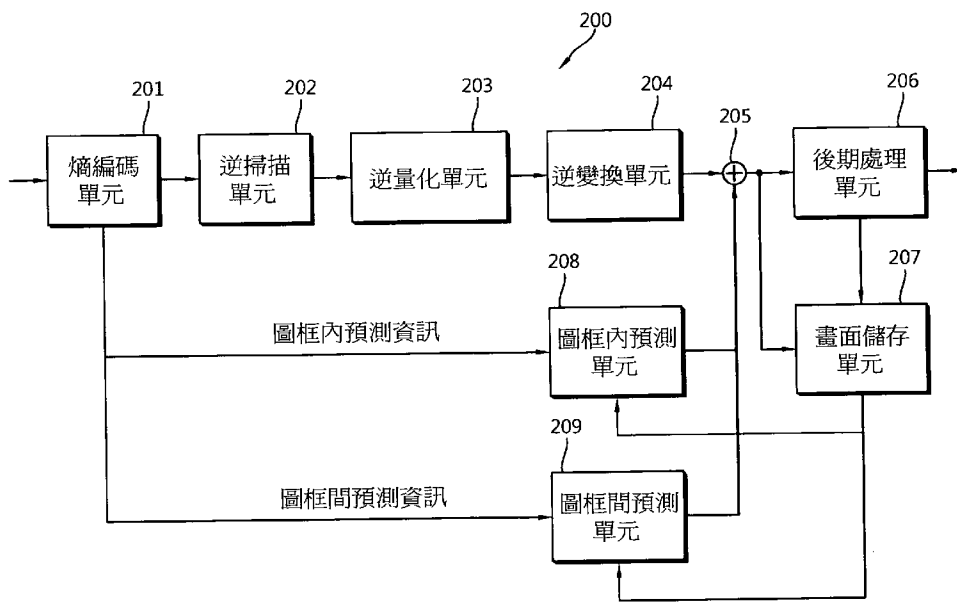 200
201
202
203
204
205
206
熵編碼
單元
逆掃描
單元
逆量化單元
逆變換單元
後期處理
單元
208
207
圖框內預測資訊
圖框內預測
單元
畫面儲存
單元
209
圖框間預測資訊
圖框間預測
單元